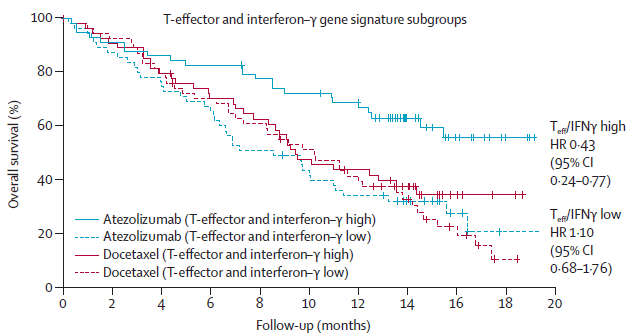 T-effector and interferon-γ gene signature subgroups
100
80
60
40
20
0
Overall survival (%)
Atezolizumab (T-effector and interferon-γ high)
Atezolizumab (T-effector and interferon-γ low)
Docetaxel (T-effector and interferon-γ high)
Docetaxel (T-effector and interferon-γ low)
Teff/IFNγ high
HR 0·43
(95% CI
0·24–0·77)
Teff/IFNγ low
HR 1·10
(95% CI
0·68–1·76)
0 2 4 6 8 10 12 14 16 18 20
Follow-up (months)